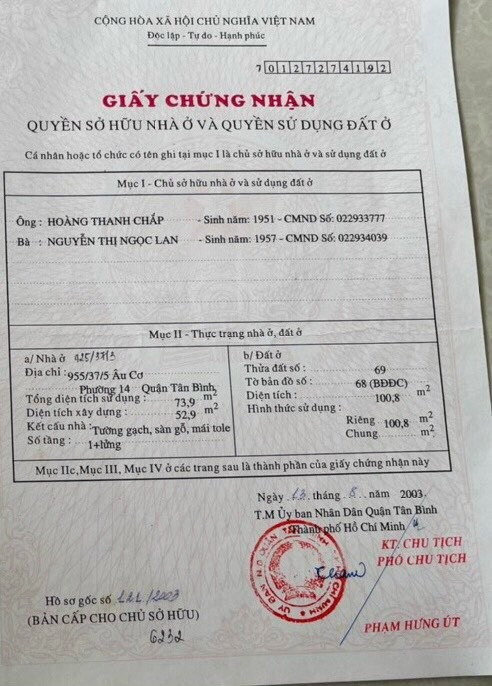 CỘNG HÒA XÃ HỘI CHỦ NGHĨA VIỆT NAM
Độc lập - Tự do - Hạnh phúc
7 0 1 2 7 2 7 4 1 9 2
GIẤY CHỨNG NHẬN
QUYỀN SỞ HỮU NHÀ Ở VÀ QUYỀN SỬ DỤNG ĐẤT Ở
Cá nhân hoặc tổ chức có tên ghi tại mục I là chủ sở hữu nhà ở và sử dụng đất ở
Mục I - Chủ sở hữu nhà ở và sử dụng đất ở
Ông : HOÀNG THANH CHẤP - Sinh năm: 1951 - CMND Số: 022933777
Bà : NGUYỄN THỊ NGỌC LAN - Sinh năm: 1957 - CMND Số: 022934039
Mục II - Thực trạng nhà ở, đất ở
a/ Nhà ở
Địa chỉ : 955/37/5 Âu Cơ
Phường 14 Quận Tân Bình,
Tổng diện tích sử dụng : 73,9 m2
Diện tích xây dựng : 52,9 m2
Kết cấu nhà : Tường gạch, sàn gỗ, mái tole
Số tầng : 1+lửng
b/ Đất ở
Thửa đất số : 69
Tờ bản đồ số : 68 (BĐĐC)
Diện tích : 100,8 m2
Hình thức sử dụng :
Riêng 100,8 m2
Chung m2
Mục IIc, Mục III, Mục IV ở các trang sau là thành phần của giấy chứng nhận này
Ngày 13 tháng 8 năm 2003
T.M Ủy ban Nhân Dân Quận Tân Bình
Thành phố Hồ Chí Minh
KT. CHỦ TỊCH
PHÓ CHỦ TỊCH
Hồ sơ gốc số /2003
(BẢN CẤP CHO CHỦ SỞ HỮU)
6232
PHẠM HƯNG ÚT